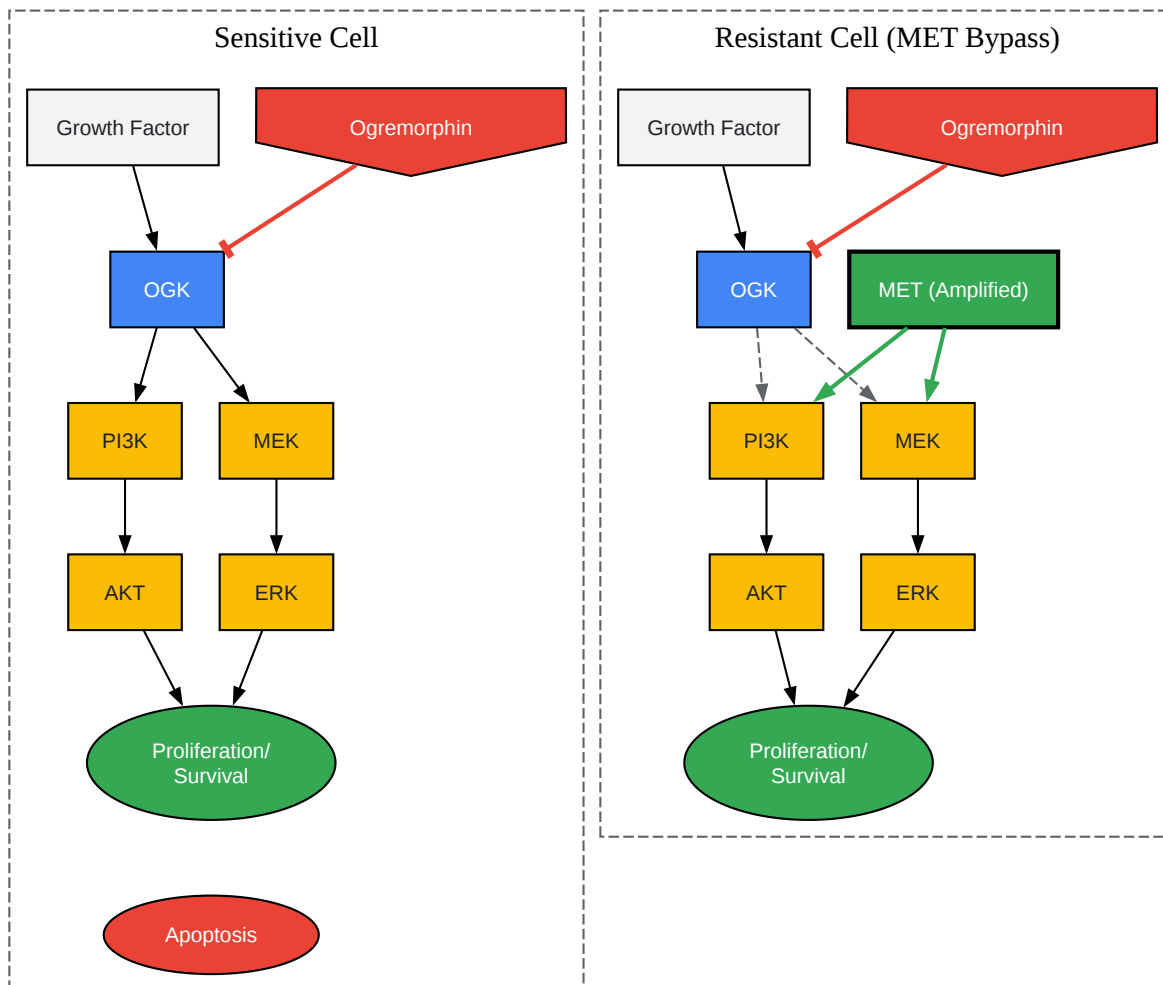 Sensitive Cell
Growth Factor
Ogremorphin
OGK
PI3K
MEK
AKT
ERK
Proliferation/
Survival
Apoptosis
Resistant Cell (MET Bypass)
Growth Factor
Ogremorphin
OGK
MET (Amplified)
PI3K
MEK
AKT
ERK
Proliferation/
Survival